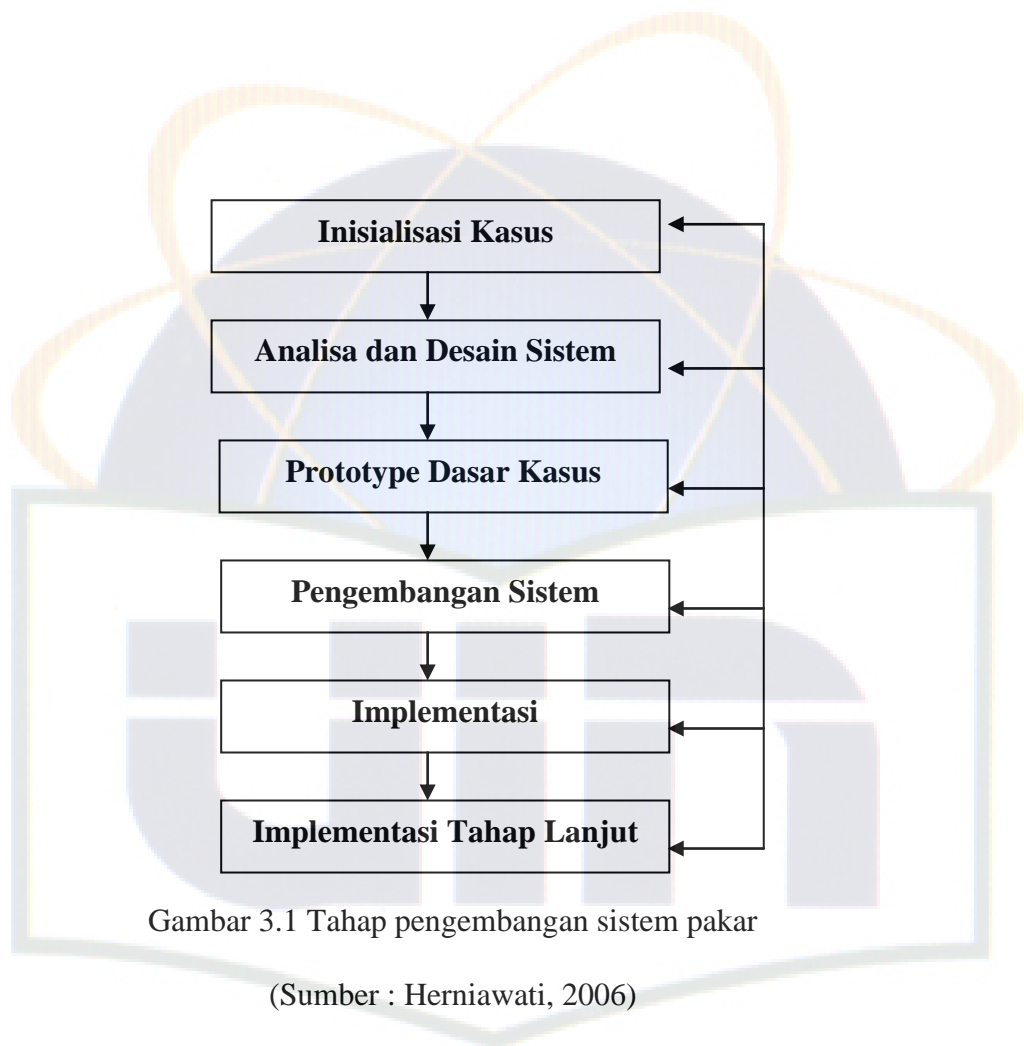 Inisialisasi Kasus
Analisa dan Desain Sistem
Prototype Dasar Kasus
Pengembangan Sistem
Implementasi
Implementasi Tahap Lanjut
Gambar 3.1 Tahap pengembangan sistem pakar
(Sumber : Herniawati, 2006)
uin